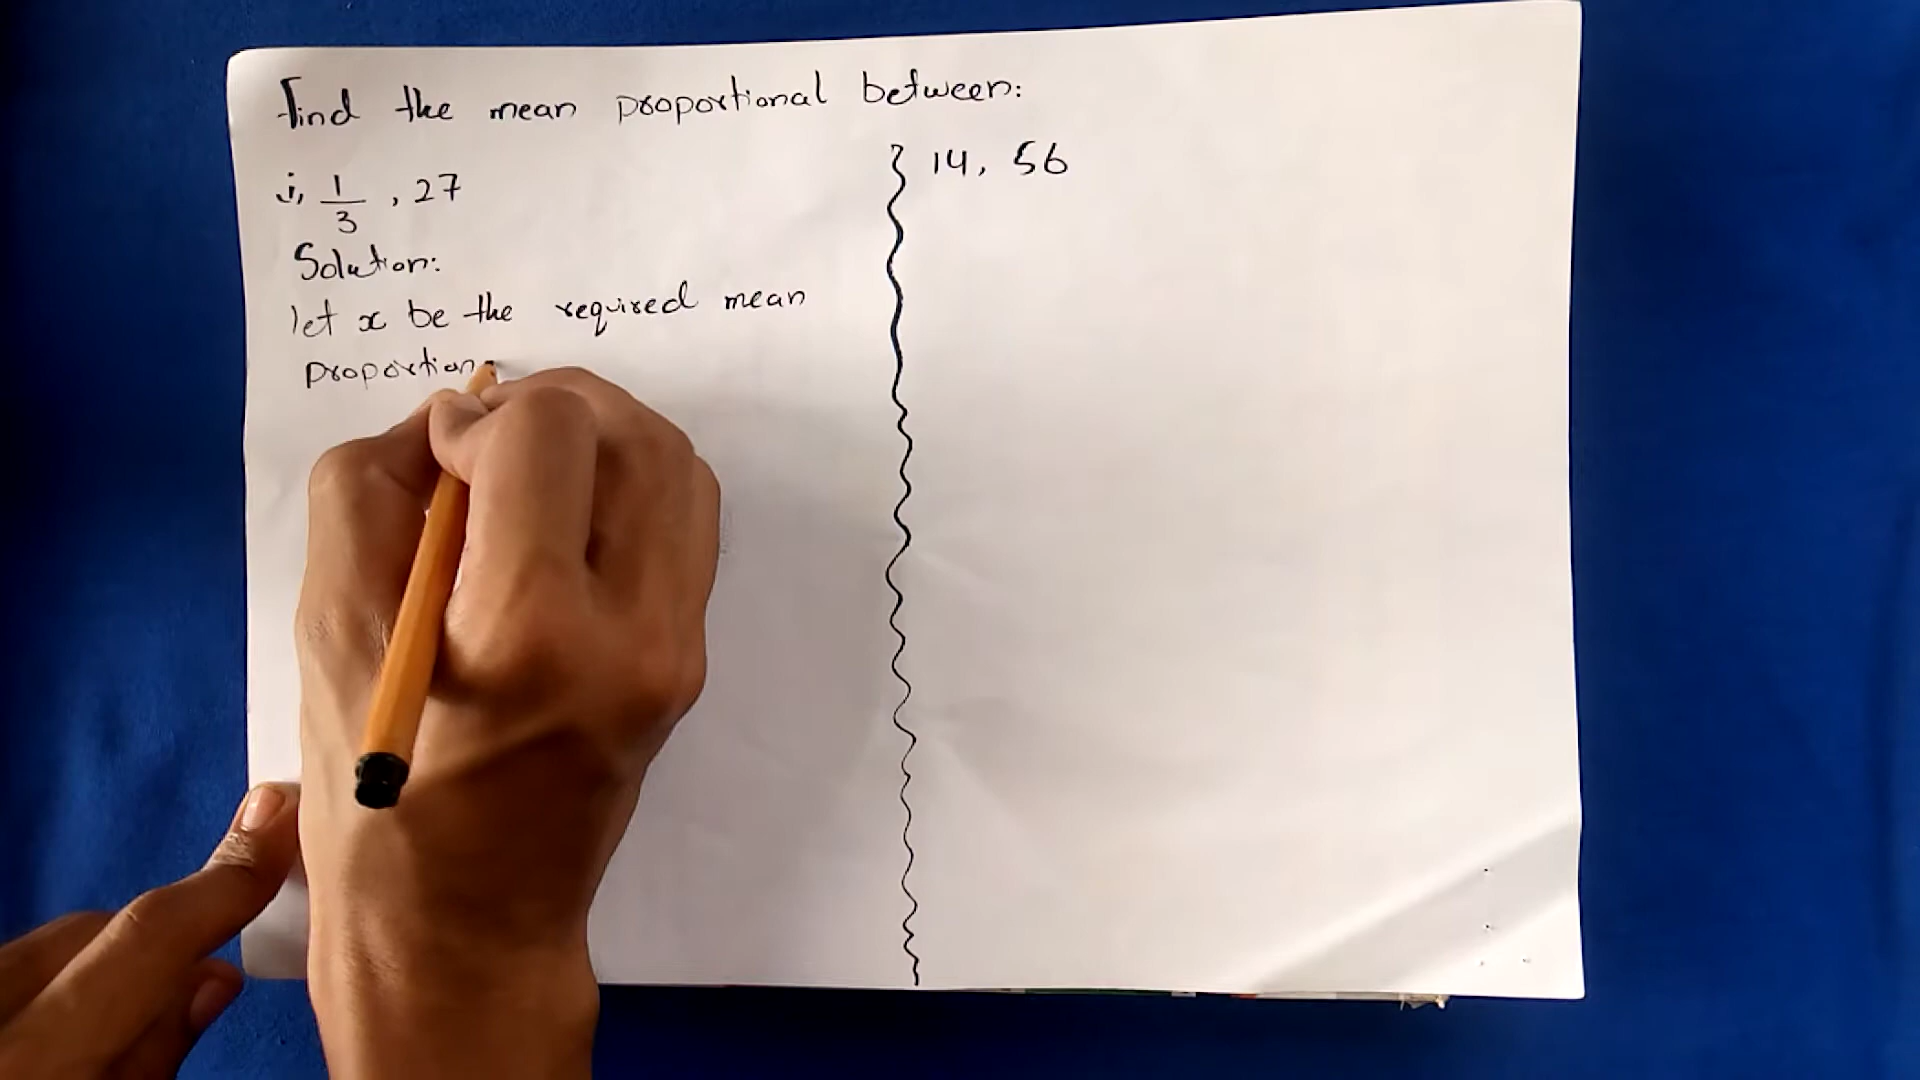 Find the mean proportional between:
i, 1/3 , 27
Solution:
let x be the required mean
proportion
14, 56